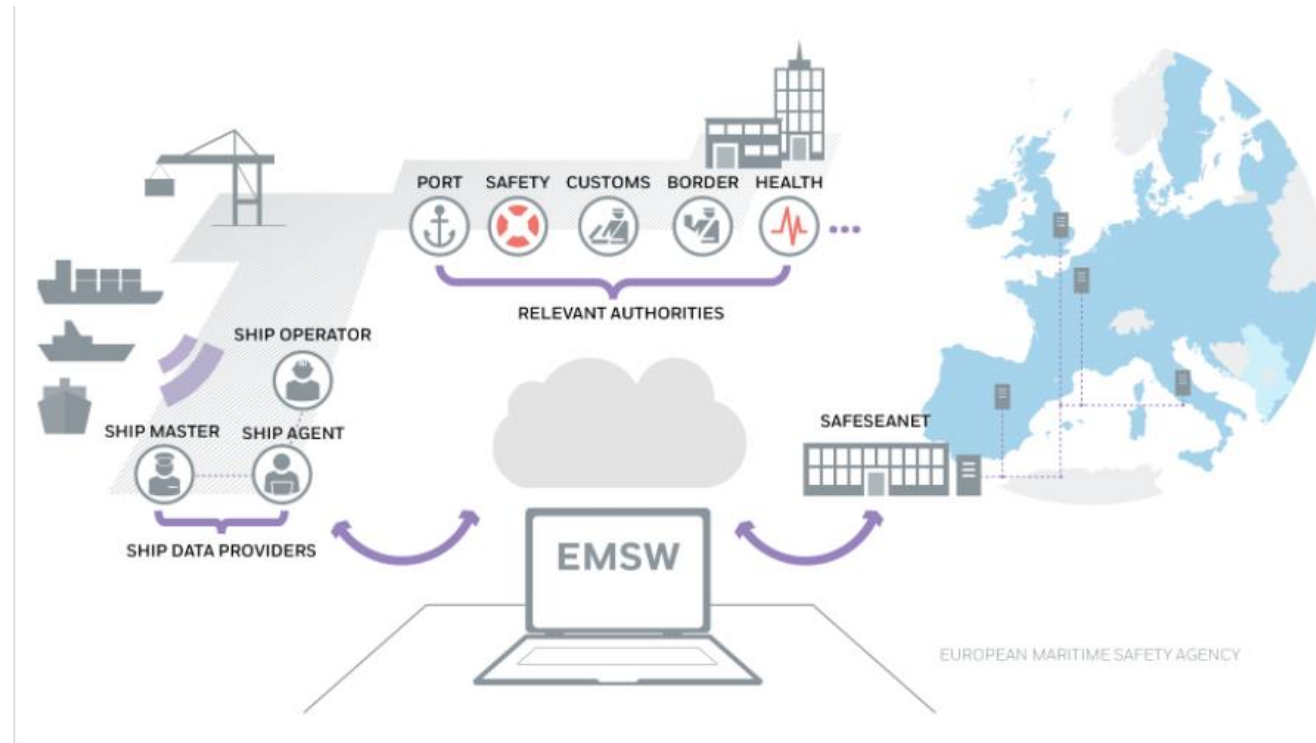 PORT
SAFETY
CUSTOMS
BORDER
HEALTH
RELEVANT AUTHORITIES
SHIP OPERATOR
SHIP MASTER
SHIP AGENT
SHIP DATA PROVIDERS
SAFESEANET
EMSW
EUROPEAN MARITIME SAFETY AGENCY